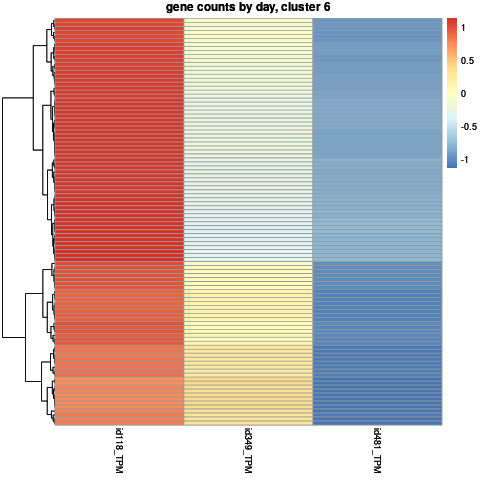 gene counts by day, cluster 6
1
0.5
0
-0.5
-1
id118_TPM
id349_TPM
id481_TPM